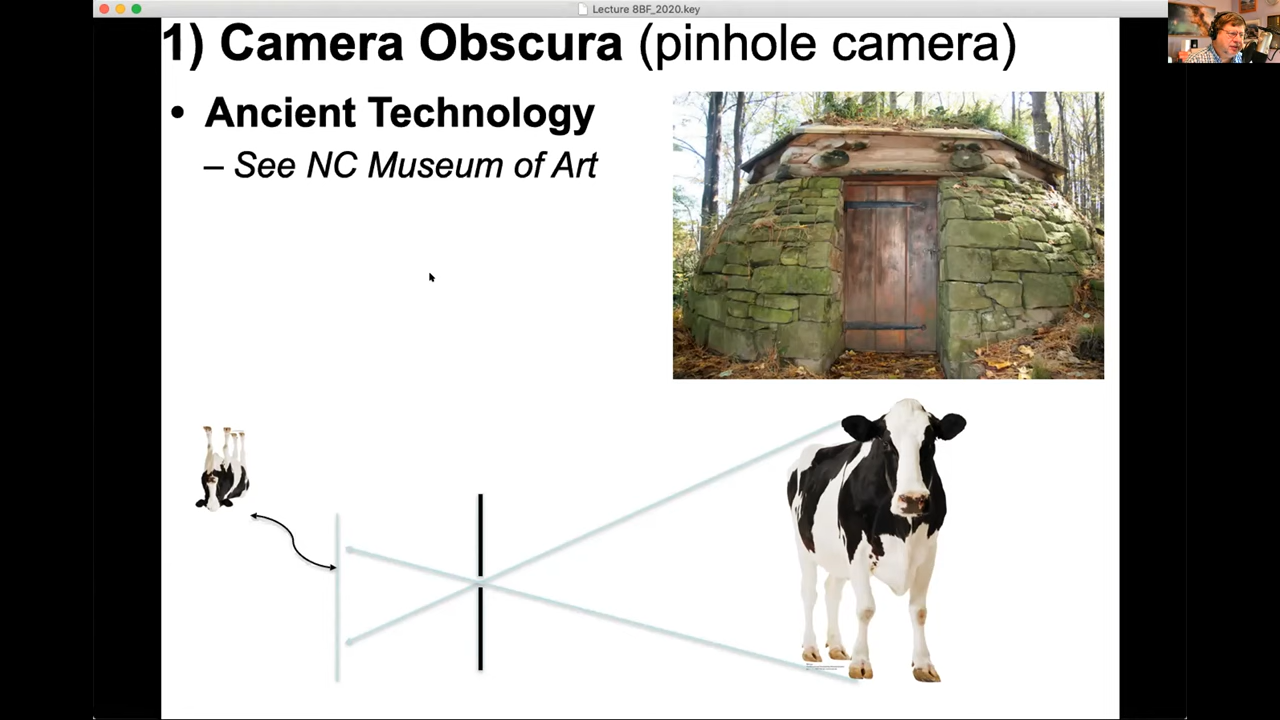 Lecture 8BF_2020.key
1) Camera Obscura (pinhole camera)
• Ancient Technology
– See NC Museum of Art